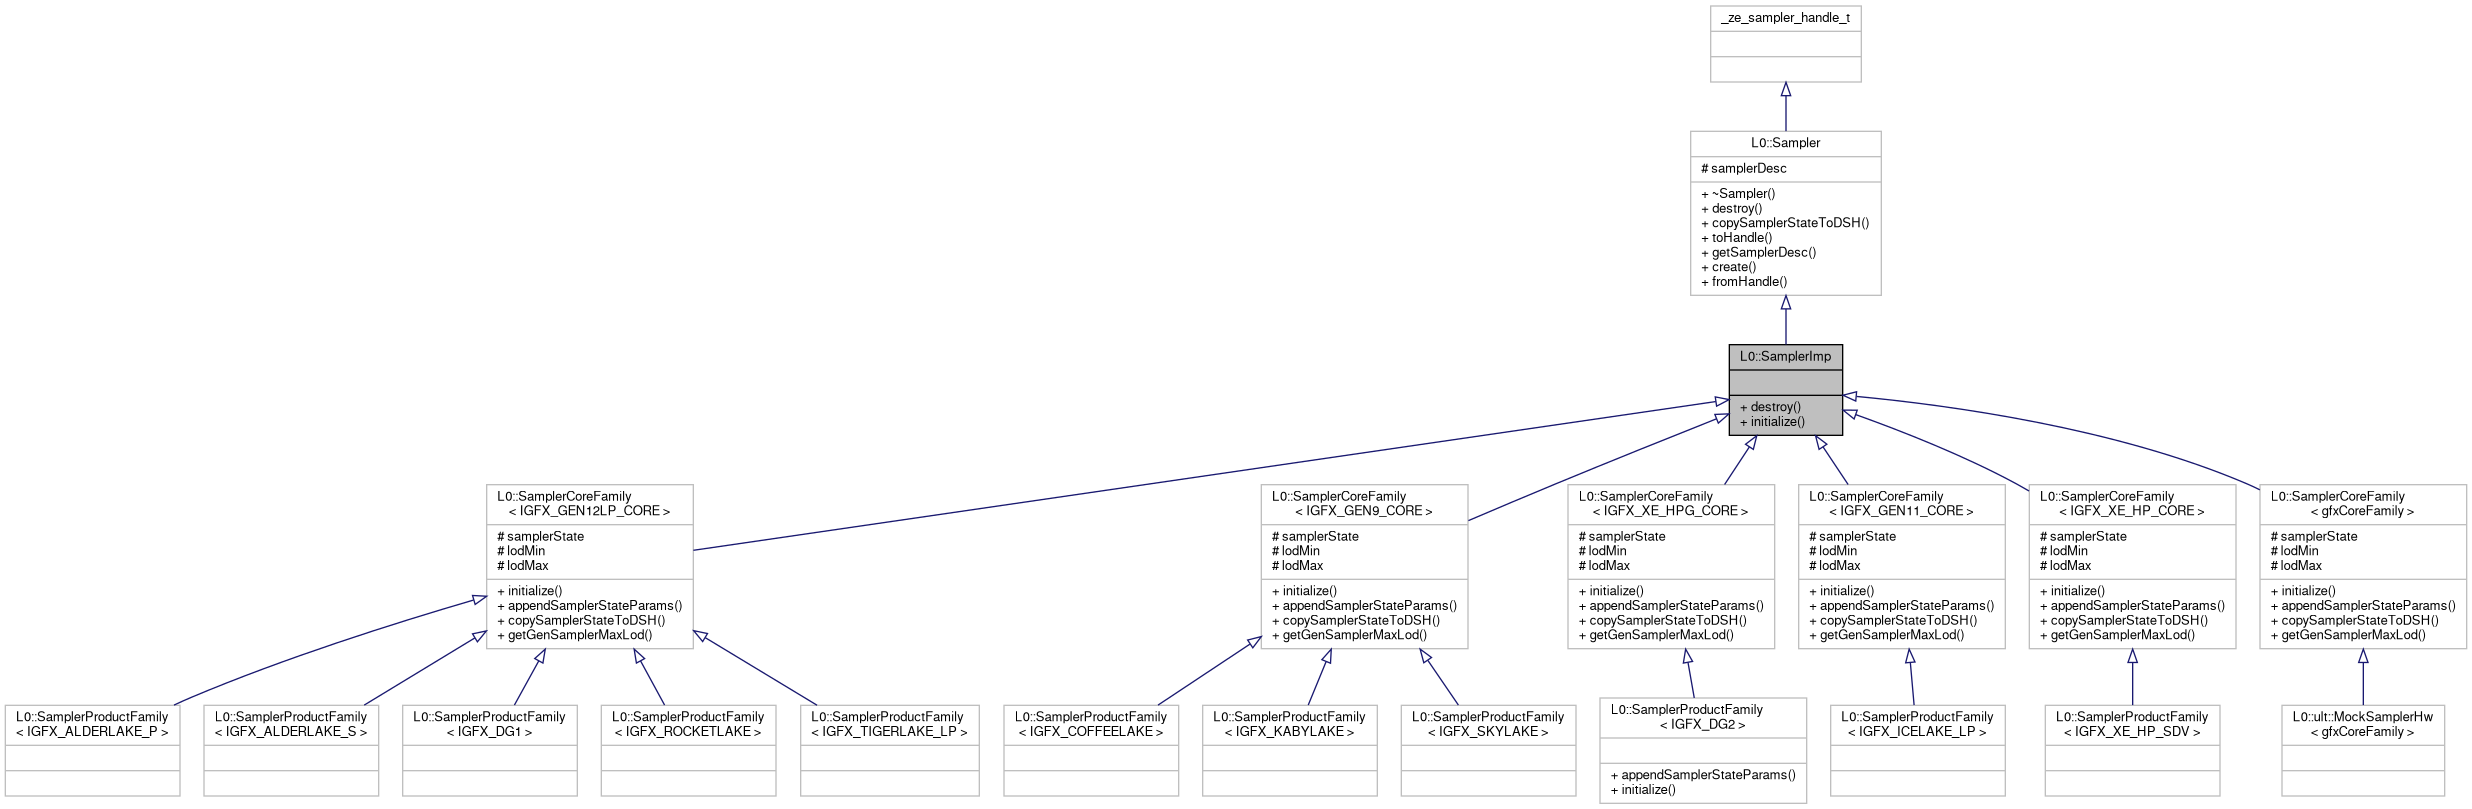 _ze_sampler_handle_t
L0::Sampler
# samplerDesc
+ ~Sampler()
+ destroy()
+ copySamplerStateToDSH()
+ toHandle()
+ getSamplerDesc()
+ create()
+ fromHandle()
L0::SamplerImp
+ destroy()
+ initialize()
L0::SamplerCoreFamily
< IGFX_GEN12LP_CORE >
# samplerState
# lodMin
# lodMax
+ initialize()
+ appendSamplerStateParams()
+ copySamplerStateToDSH()
+ getGenSamplerMaxLod()
L0::SamplerCoreFamily
< IGFX_GEN9_CORE >
# samplerState
# lodMin
# lodMax
+ initialize()
+ appendSamplerStateParams()
+ copySamplerStateToDSH()
+ getGenSamplerMaxLod()
L0::SamplerCoreFamily
< IGFX_XE_HPG_CORE >
# samplerState
# lodMin
# lodMax
+ initialize()
+ appendSamplerStateParams()
+ copySamplerStateToDSH()
+ getGenSamplerMaxLod()
L0::SamplerCoreFamily
< IGFX_GEN11_CORE >
# samplerState
# lodMin
# lodMax
+ initialize()
+ appendSamplerStateParams()
+ copySamplerStateToDSH()
+ getGenSamplerMaxLod()
L0::SamplerCoreFamily
< IGFX_XE_HP_CORE >
# samplerState
# lodMin
# lodMax
+ initialize()
+ appendSamplerStateParams()
+ copySamplerStateToDSH()
+ getGenSamplerMaxLod()
L0::SamplerCoreFamily
< gfxCoreFamily >
# samplerState
# lodMin
# lodMax
+ initialize()
+ appendSamplerStateParams()
+ copySamplerStateToDSH()
+ getGenSamplerMaxLod()
L0::SamplerProductFamily
< IGFX_ALDERLAKE_P >
L0::SamplerProductFamily
< IGFX_ALDERLAKE_S >
L0::SamplerProductFamily
< IGFX_DG1 >
L0::SamplerProductFamily
< IGFX_ROCKETLAKE >
L0::SamplerProductFamily
< IGFX_TIGERLAKE_LP >
L0::SamplerProductFamily
< IGFX_COFFEELAKE >
L0::SamplerProductFamily
< IGFX_KABYLAKE >
L0::SamplerProductFamily
< IGFX_SKYLAKE >
L0::SamplerProductFamily
< IGFX_DG2 >
+ appendSamplerStateParams()
+ initialize()
L0::SamplerProductFamily
< IGFX_ICELAKE_LP >
L0::SamplerProductFamily
< IGFX_XE_HP_SDV >
L0::ult::MockSamplerHw
< gfxCoreFamily >